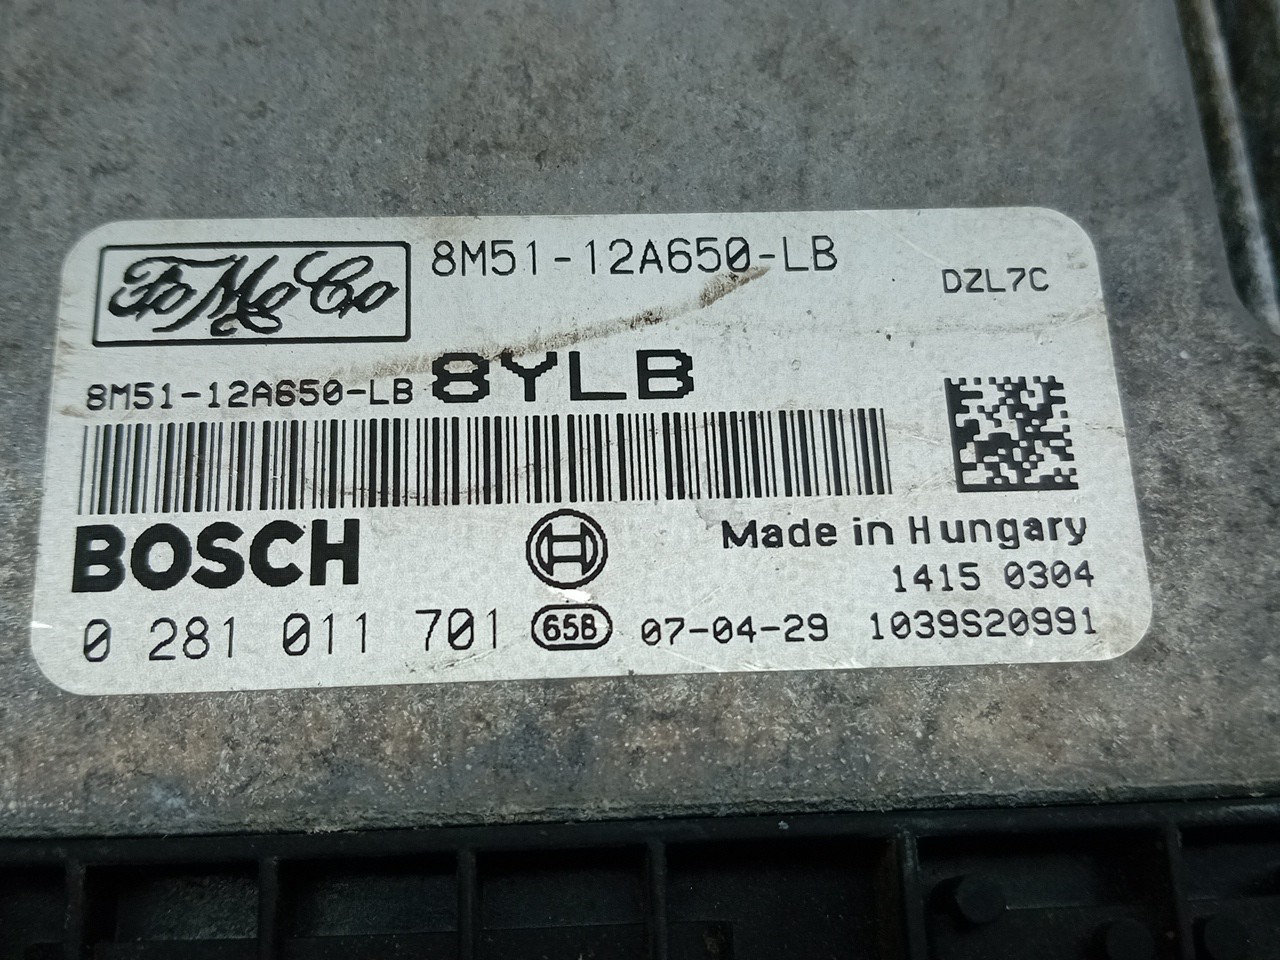 FoMoCo
8M51-12A650-LB
DZL7C
8M51-12A650-LB 8YLB
BOSCH
Made in Hungary
1415 0304
0 281 011 701 658 07-04-29 1039S20991